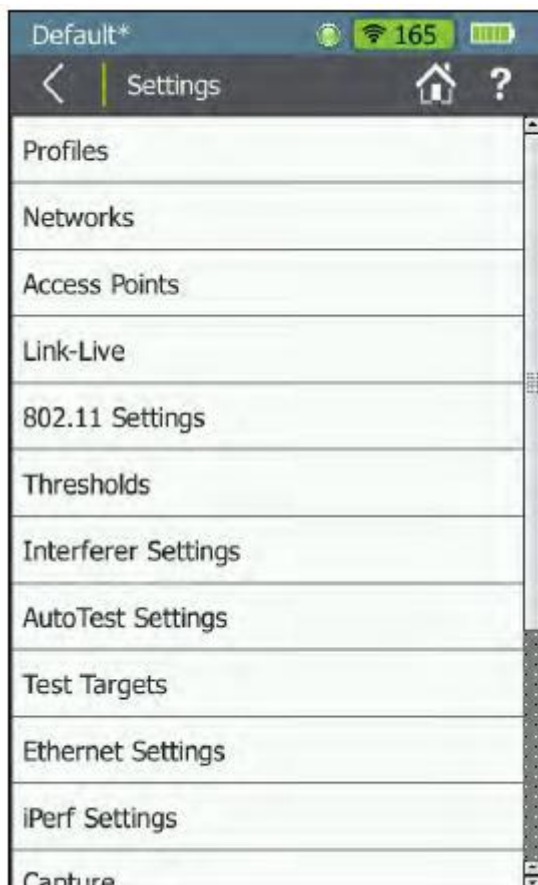 Default*
165
Settings
?
Profiles
Networks
Access Points
Link-Live
802.11 Settings
Thresholds
Interferer Settings
AutoTest Settings
Test Targets
Ethernet Settings
iPerf Settings
Capture